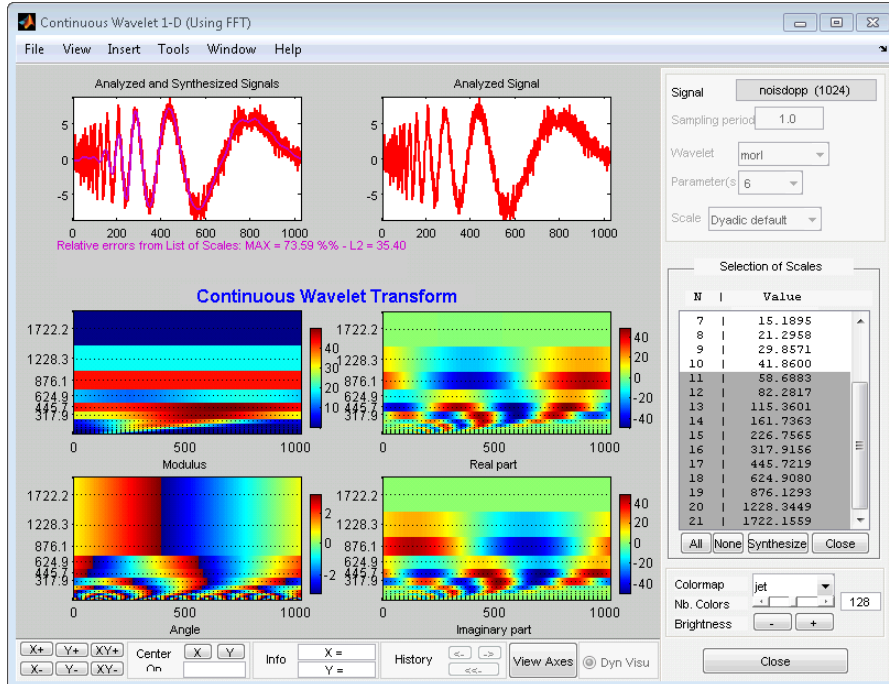 Continuous Wavelet 1-D (Using FFT)
File View Insert Tools Window Help
Analyzed and Synthesized Signals
5
0
-5
0 200 400 600 800 1000
Relative errors from List of Scales: MAX = 73.59 %% - L2 = 35.40
Analyzed Signal
5
0
-5
0 200 400 600 800 1000
Continuous Wavelet Transform
1722.2
1228.3
876.1
624.9
445.7
317.9
0 500 1000
Modulus
40
30
20
10
1722.2
1228.3
876.1
624.9
445.7
317.9
0 500 1000
Real part
40
20
0
-20
-40
1722.2
1228.3
876.1
624.9
445.7
317.9
0 500 1000
Angle
2
0
-2
1722.2
1228.3
876.1
624.9
445.7
317.9
0 500 1000
Imaginary part
40
20
0
-20
-40
Signal noisdopp (1024)
Sampling period 1.0
Wavelet morl
Parameter(s 6
Scale Dyadic default
Selection of Scales
N | Value
7 | 15.1895
8 | 21.2958
9 | 29.8571
10 | 41.8600
11 | 58.6883
12 | 82.2817
13 | 115.3601
14 | 161.7363
15 | 226.7565
16 | 317.9156
17 | 445.7219
18 | 624.9080
19 | 876.1293
20 | 1228.3449
21 | 1722.1559
All None Synthesize Close
Colormap jet
Nb. Colors 128
Brightness - +
Close
X+ Y+ XY+
X- Y- XY-
Center
On
X Y
Info
X =
Y =
History
<- ->
<<-
View Axes
Dyn Visu